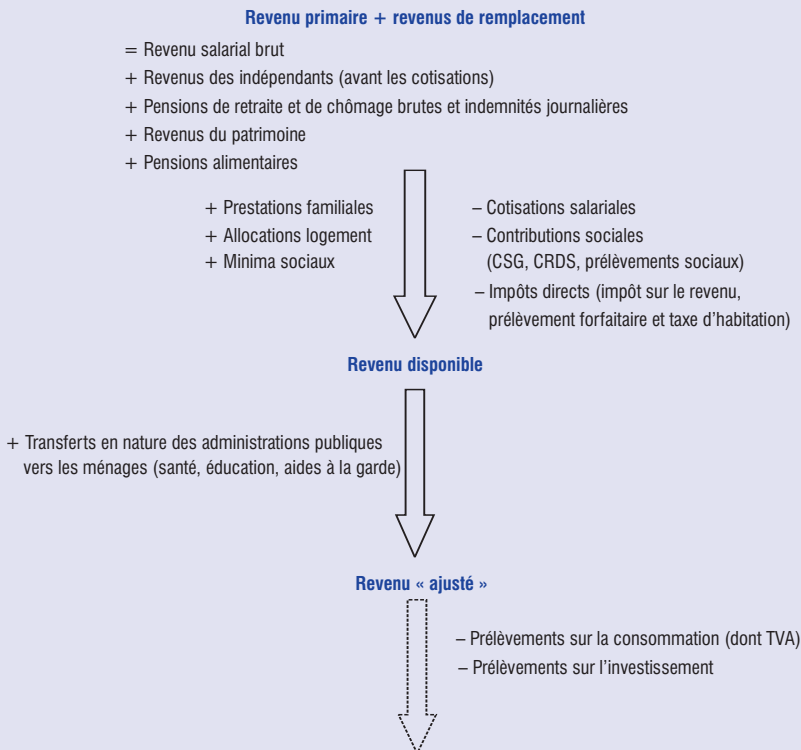 Revenu primaire + revenus de remplacement
= Revenu salarial brut
+ Revenus des indépendants (avant les cotisations)
+ Pensions de retraite et de chômage brutes et indemnités journalières
+ Revenus du patrimoine
+ Pensions alimentaires
+ Prestations familiales
+ Allocations logement
+ Minima sociaux
– Cotisations salariales
– Contributions sociales
(CSG, CRDS, prélèvements sociaux)
– Impôts directs (impôt sur le revenu,
prélèvement forfaitaire et taxe d’habitation)
Revenu disponible
+ Transferts en nature des administrations publiques
vers les ménages (santé, éducation, aides à la garde)
Revenu « ajusté »
– Prélèvements sur la consommation (dont TVA)
– Prélèvements sur l’investissement